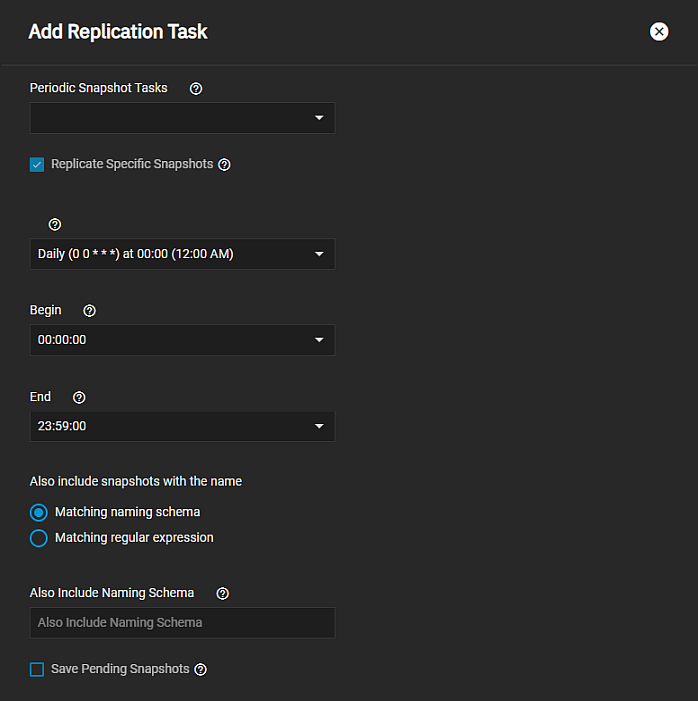 Add Replication Task
Periodic Snapshot Tasks
Replicate Specific Snapshots
Daily (0 0 * * *) at 00:00 (12:00 AM)
Begin
00:00:00
End
23:59:00
Also include snapshots with the name
Matching naming schema
Matching regular expression
Also Include Naming Schema
Also Include Naming Schema
Save Pending Snapshots